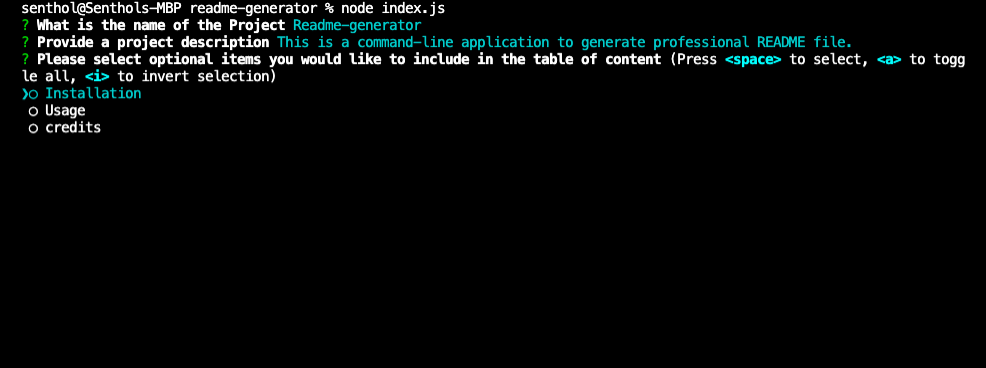 senthol@Senthols-MBP readme-generator % node index.js
? What is the name of the Project Readme-generator
? Provide a project description This is a command-line application to generate professional README file.
? Please select optional items you would like to include in the table of content (Press <space> to select, <a> to togg
le all, <i> to invert selection)
❯○ Installation
○ Usage
○ credits